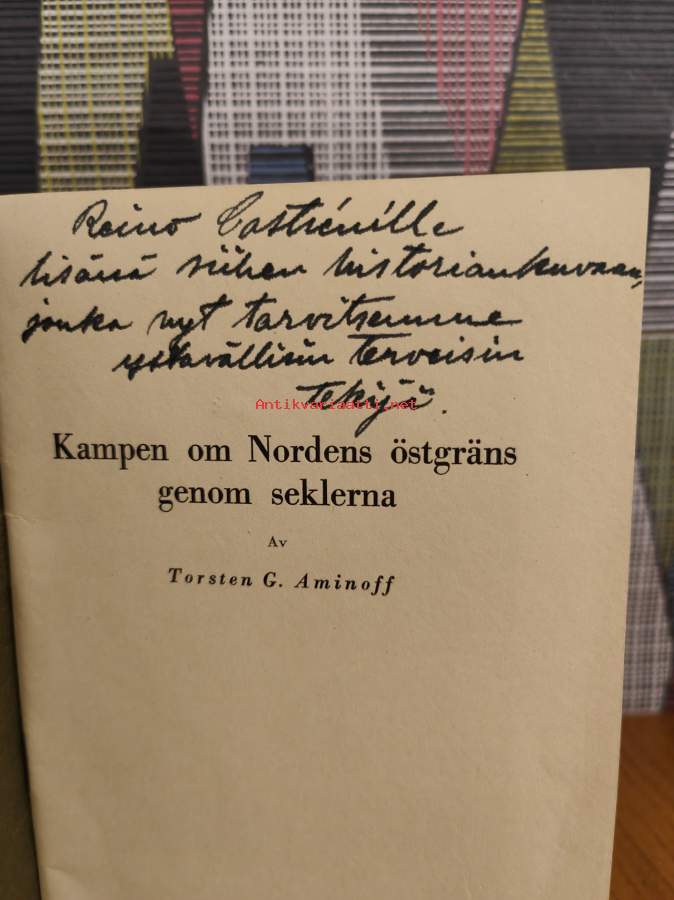 Reino Castrénille
lisänä siihen historiankuvaan,
jonka nyt tarvitsemme
ystävällisin terveisin
tekijä.
Antikvariaatti.net
Kampen om Nordens östgräns
genom seklerna
Av
Torsten G. Aminoff